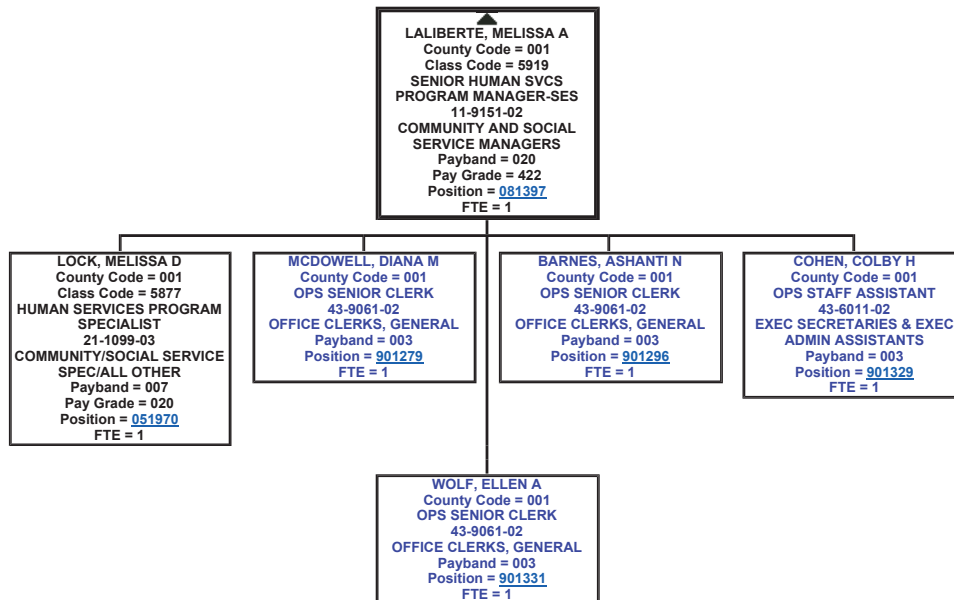 LALIBERTE, MELISSA A
County Code = 001
Class Code = 5919
SENIOR HUMAN SVCS
PROGRAM MANAGER-SES
11-9151-02
COMMUNITY AND SOCIAL
SERVICE MANAGERS
Payband = 020
Pay Grade = 422
Position = 081397
FTE = 1
LOCK, MELISSA D
County Code = 001
Class Code = 5877
HUMAN SERVICES PROGRAM
SPECIALIST
21-1099-03
COMMUNITY/SOCIAL SERVICE
SPEC/ALL OTHER
Payband = 007
Pay Grade = 020
Position = 051970
FTE = 1
MCDOWELL, DIANA M
County Code = 001
OPS SENIOR CLERK
43-9061-02
OFFICE CLERKS, GENERAL
Payband = 003
Position = 901279
FTE = 1
BARNES, ASHANTI N
County Code = 001
OPS SENIOR CLERK
43-9061-02
OFFICE CLERKS, GENERAL
Payband = 003
Position = 901296
FTE = 1
COHEN, COLBY H
County Code = 001
OPS STAFF ASSISTANT
43-6011-02
EXEC SECRETARIES & EXEC
ADMIN ASSISTANTS
Payband = 003
Position = 901329
FTE = 1
WOLF, ELLEN A
County Code = 001
OPS SENIOR CLERK
43-9061-02
OFFICE CLERKS, GENERAL
Payband = 003
Position = 901331
FTE = 1